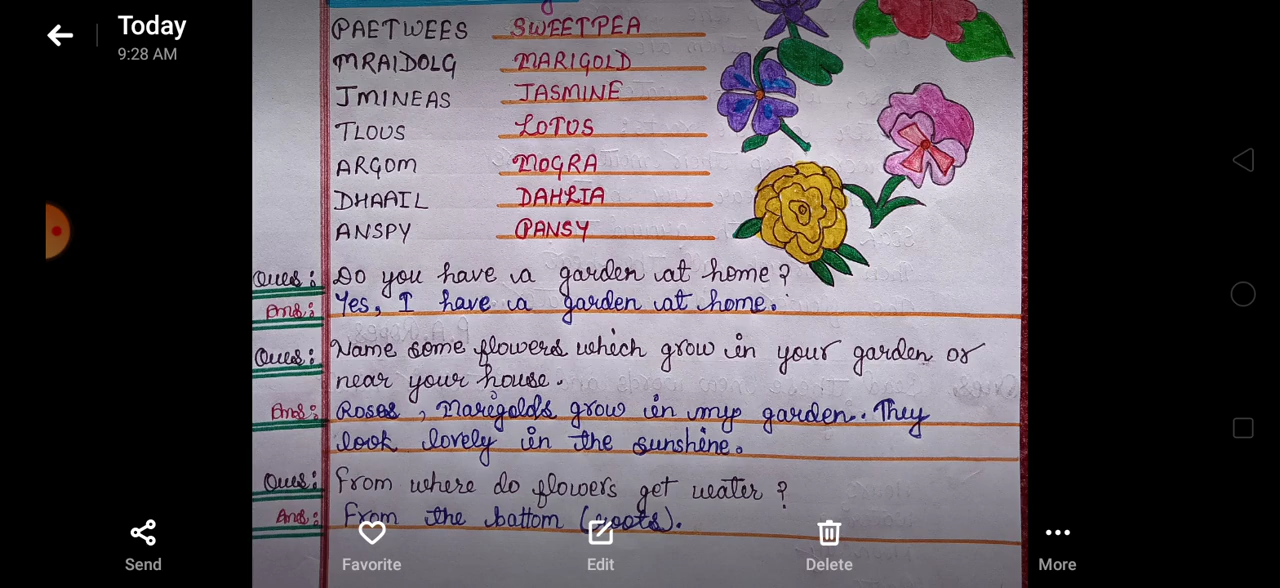 Today
9:28 AM
PAETWEES SWEETPEA
MRAIDOLG MARIGOLD
JMINEAS JASMINE
TLOUS LOTUS
ARGOM MOGRA
DHAAIL DAHLIA
ANSPY PANSY
Ques: Do you have a garden at home?
Ans: Yes, I have a garden at home.
Ques: Name some flowers which grow in your garden or
near your house.
Ans: Roses, Marigolds grow in my garden. They
look lovely in the sunshine.
Ques: From where do flowers get water?
Ans: From the bottom (roots).
Send Favorite Edit Delete More